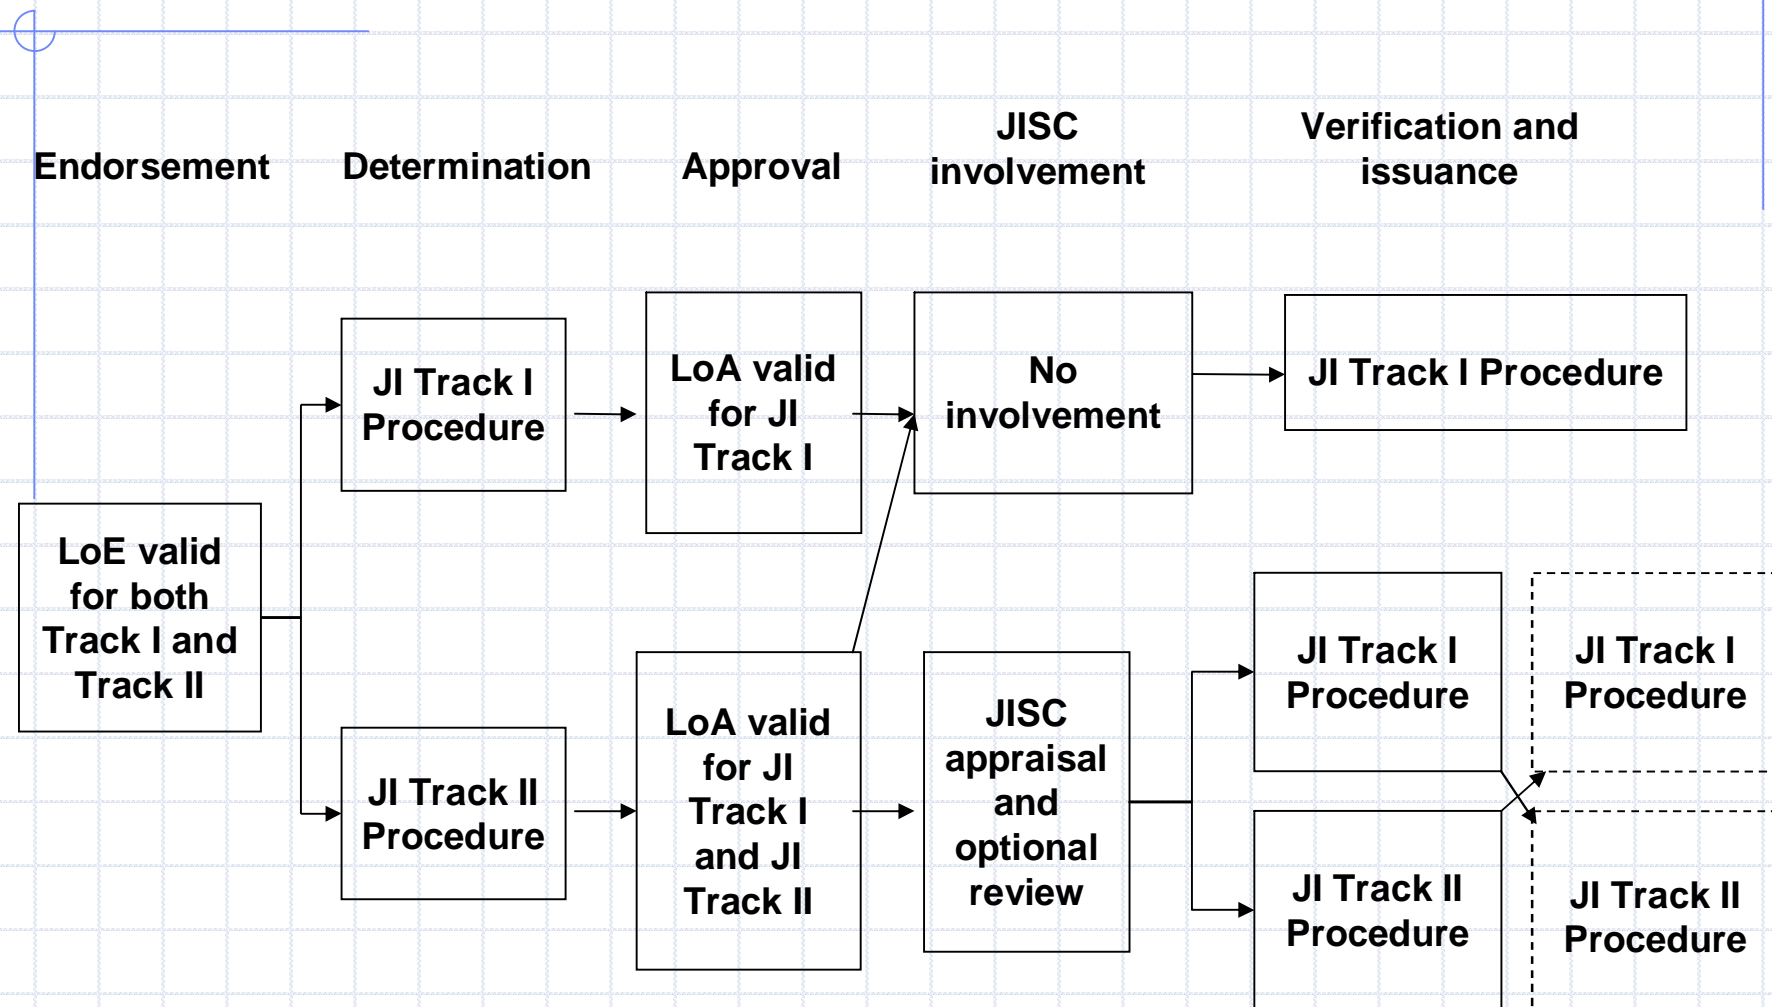 Endorsement
Determination
Approval
JISC
involvement
Verification and
issuance
LoE valid
for both
Track I and
Track II
JI Track I
Procedure
LoA valid
for JI
Track I
No
involvement
JI Track I Procedure
JI Track II
Procedure
LoA valid
for JI
Track I
and JI
Track II
JISC
appraisal
and
optional
review
JI Track I
Procedure
JI Track I
Procedure
JI Track II
Procedure
JI Track II
Procedure